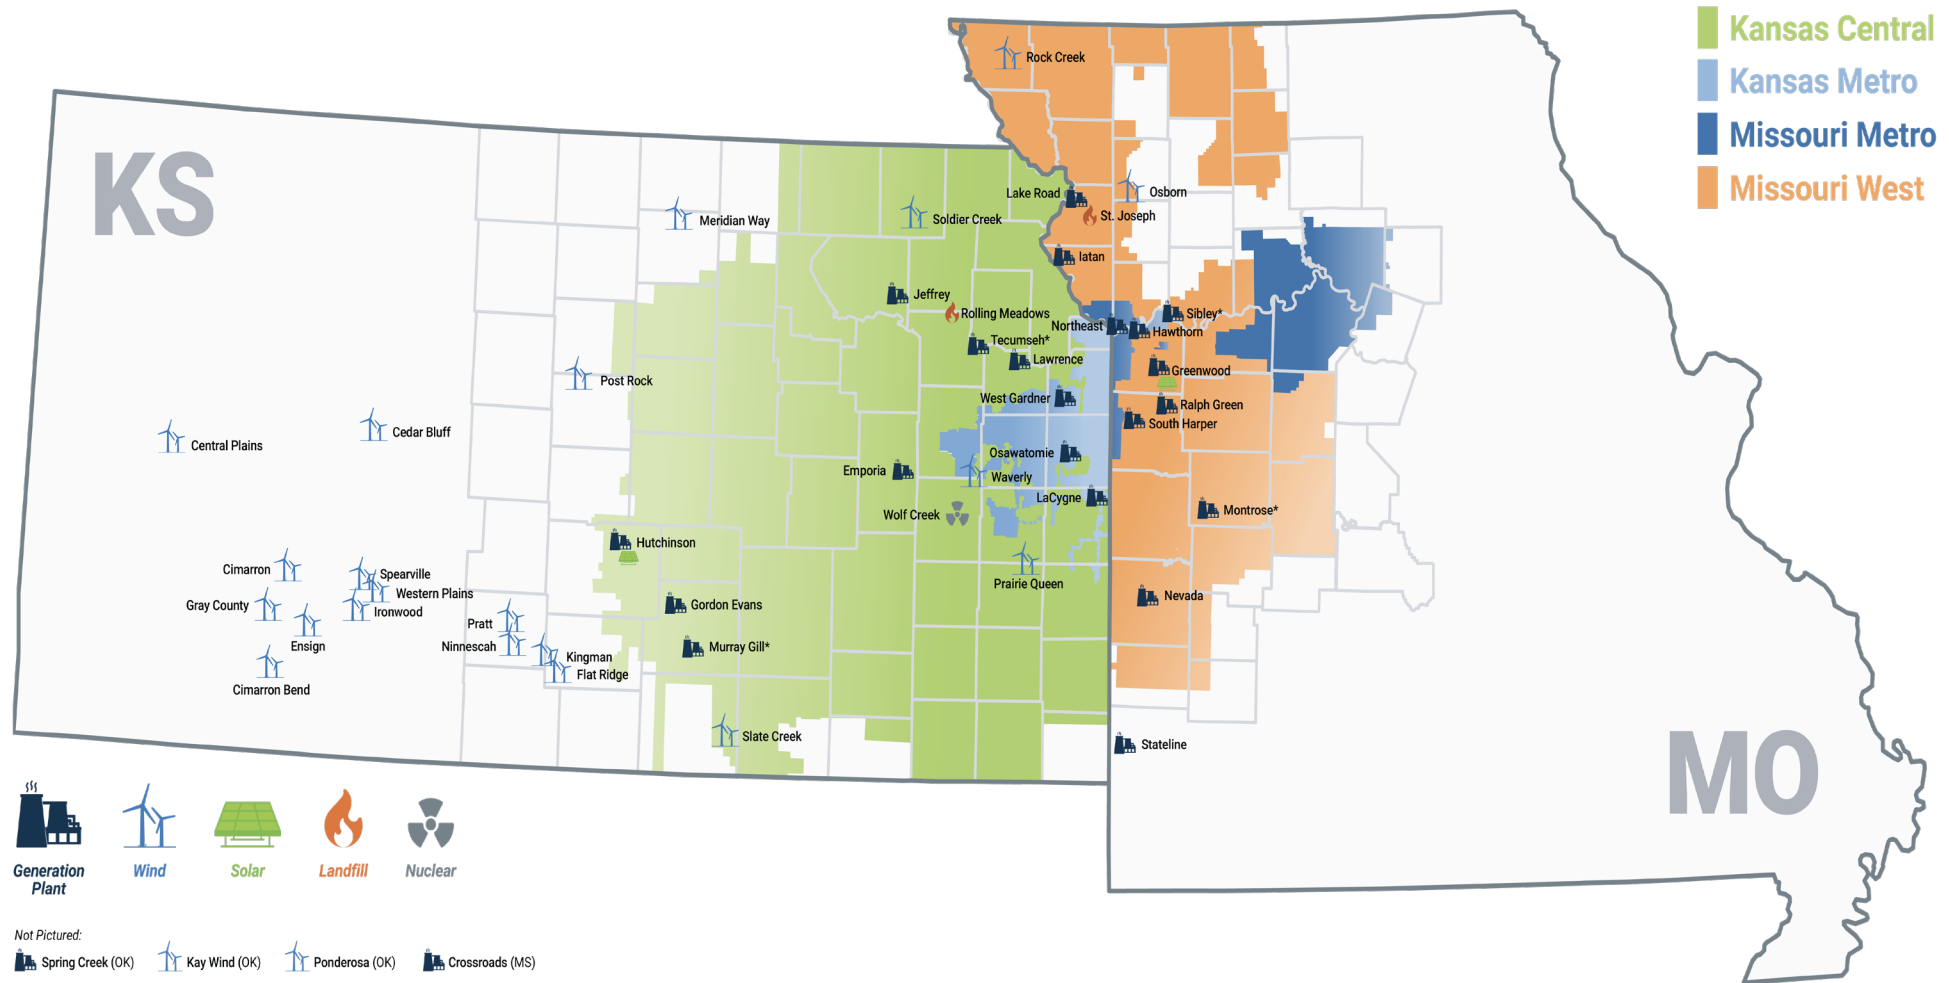 Kansas Central
Kansas Metro
Missouri Metro
Missouri West
KS
MO
Rock Creek
Lake Road
Osborn
St. Joseph
Iatan
Meridian Way
Soldier Creek
Jeffrey
Rolling Meadows
Northeast
Sibley*
Hawthorn
Tecumseh*
Lawrence
Greenwood
Post Rock
West Gardner
Ralph Green
South Harper
Central Plains
Cedar Bluff
Osawatomie
Emporia
Waverly
LaCygne
Wolf Creek
Montrose*
Hutchinson
Cimarron
Spearville
Western Plains
Prairie Queen
Gray County
Ironwood
Gordon Evans
Nevada
Pratt
Ensign
Ninnescah
Murray Gill*
Kingman
Flat Ridge
Cimarron Bend
Slate Creek
Stateline
Generation
Plant
Wind
Solar
Landfill
Nuclear
Not Pictured:
Spring Creek (OK)
Kay Wind (OK)
Ponderosa (OK)
Crossroads (MS)